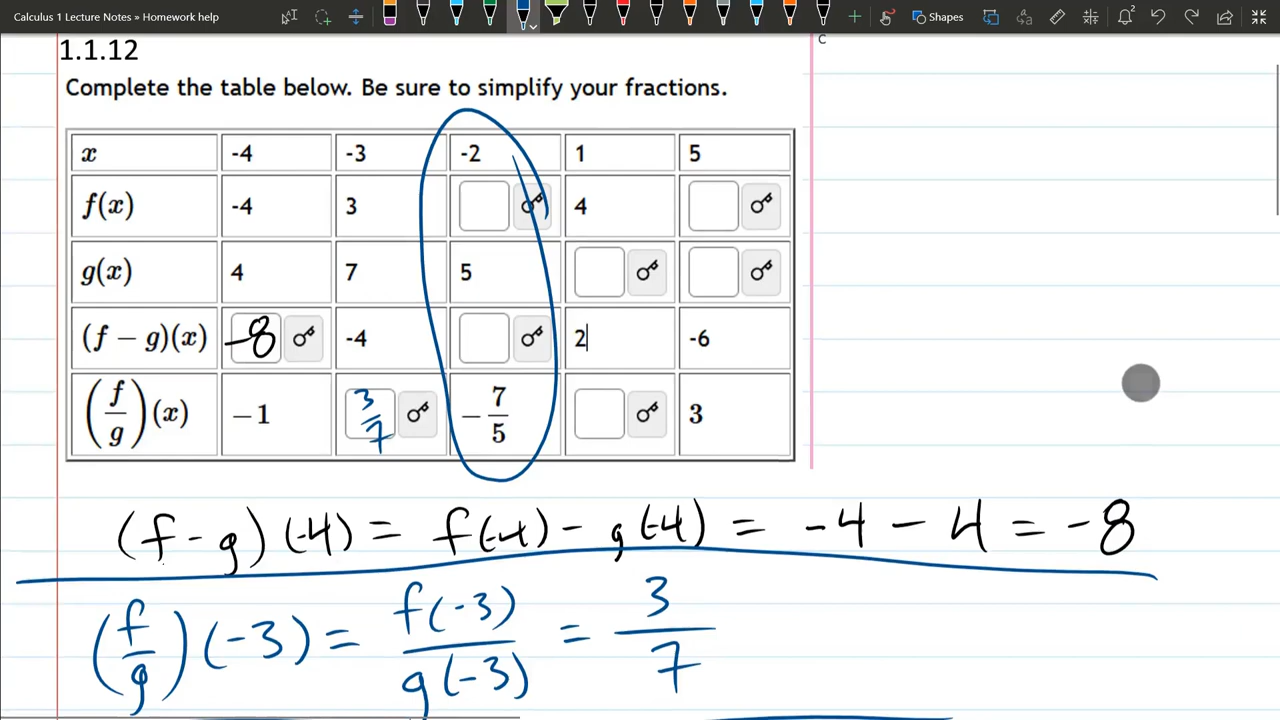 Calculus 1 Lecture Notes » Homework help
Shapes
2
1.1.12
C
Complete the table below. Be sure to simplify your fractions.
x -4 -3 -2 1 5
f(x) -4 3 4
g(x) 4 7 5
(f – g)(x) -8 -4 2 -6
(f/g)(x) −1 3/7 −7/5 3
(f-g)(-4) = f(-4) - g(-4) = -4 - 4 = -8
(f/g)(-3) = f(-3)/g(-3) = 3/7